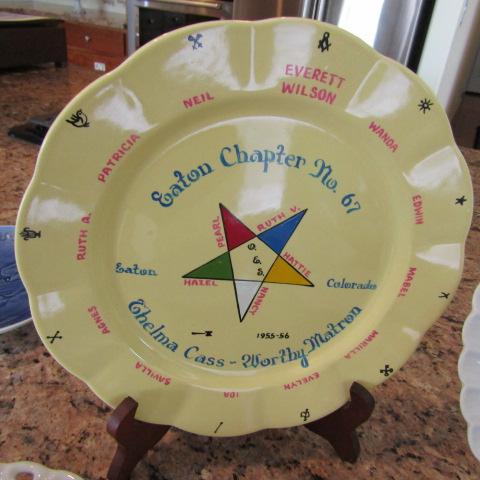 EVERETT
WILSON
WANDA
EDWIN
MABEL
MARILLA
EVELYN
IDA
SAVILLA
AGNES
RUTH A.
PATRICIA
NEIL
Eaton Chapter No. 67
PEARL
RUTH V.
HATTIE
NANCY
HAZEL
O.
E.
S.
Eaton
Colorado
1955-56
Thelma Cass - Worthy Matron